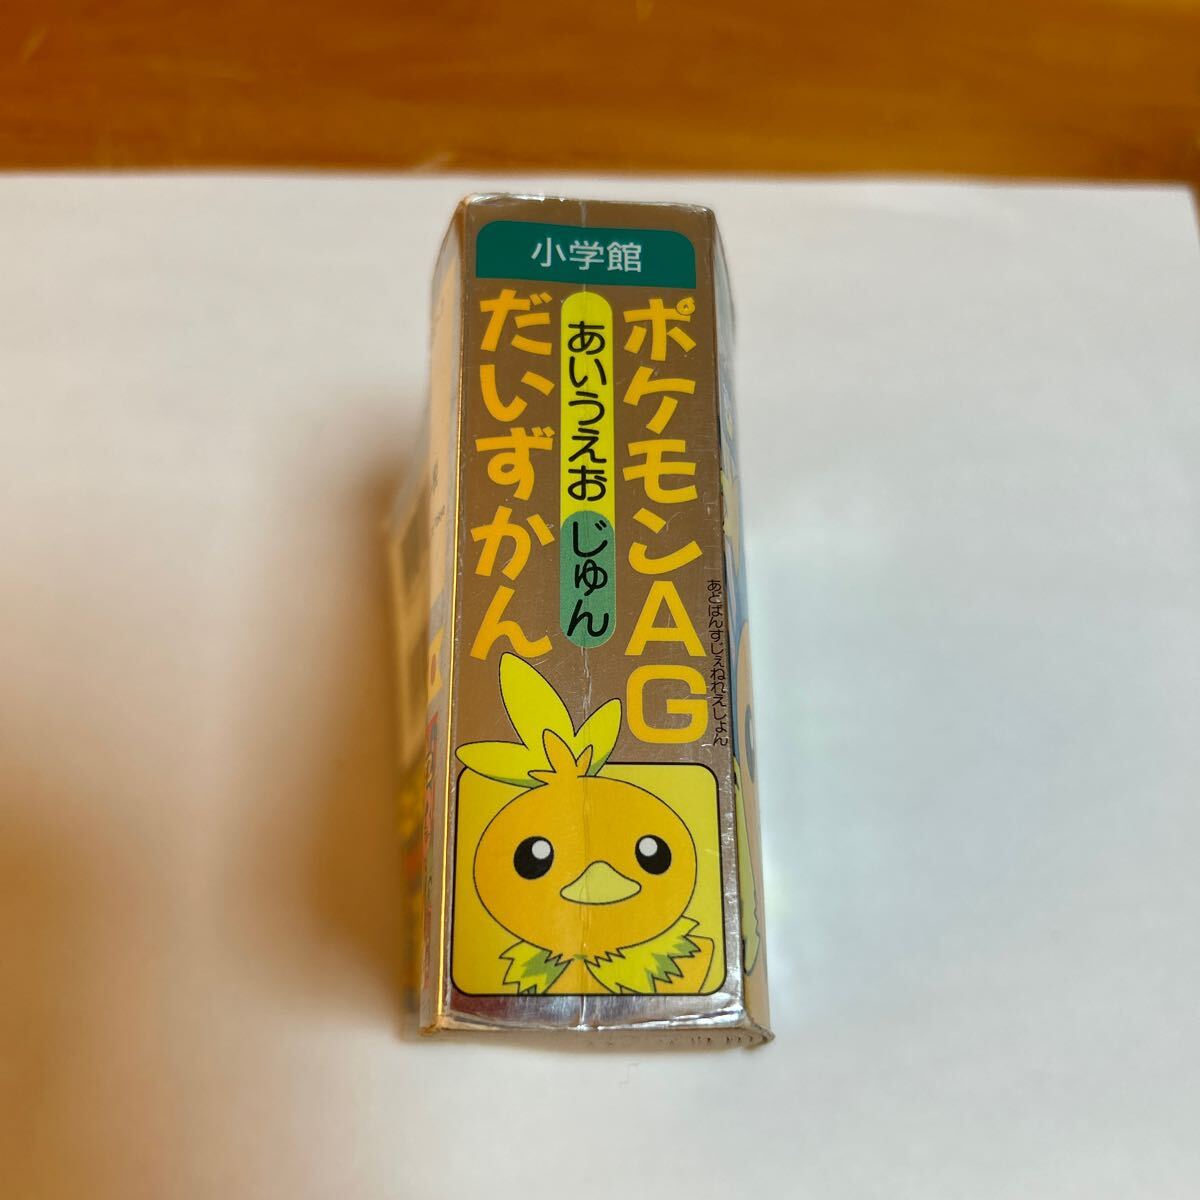 小学館
ポケモンAG
あどばんすじぇねれえしょん
あいうえおじゅん
だいずかん